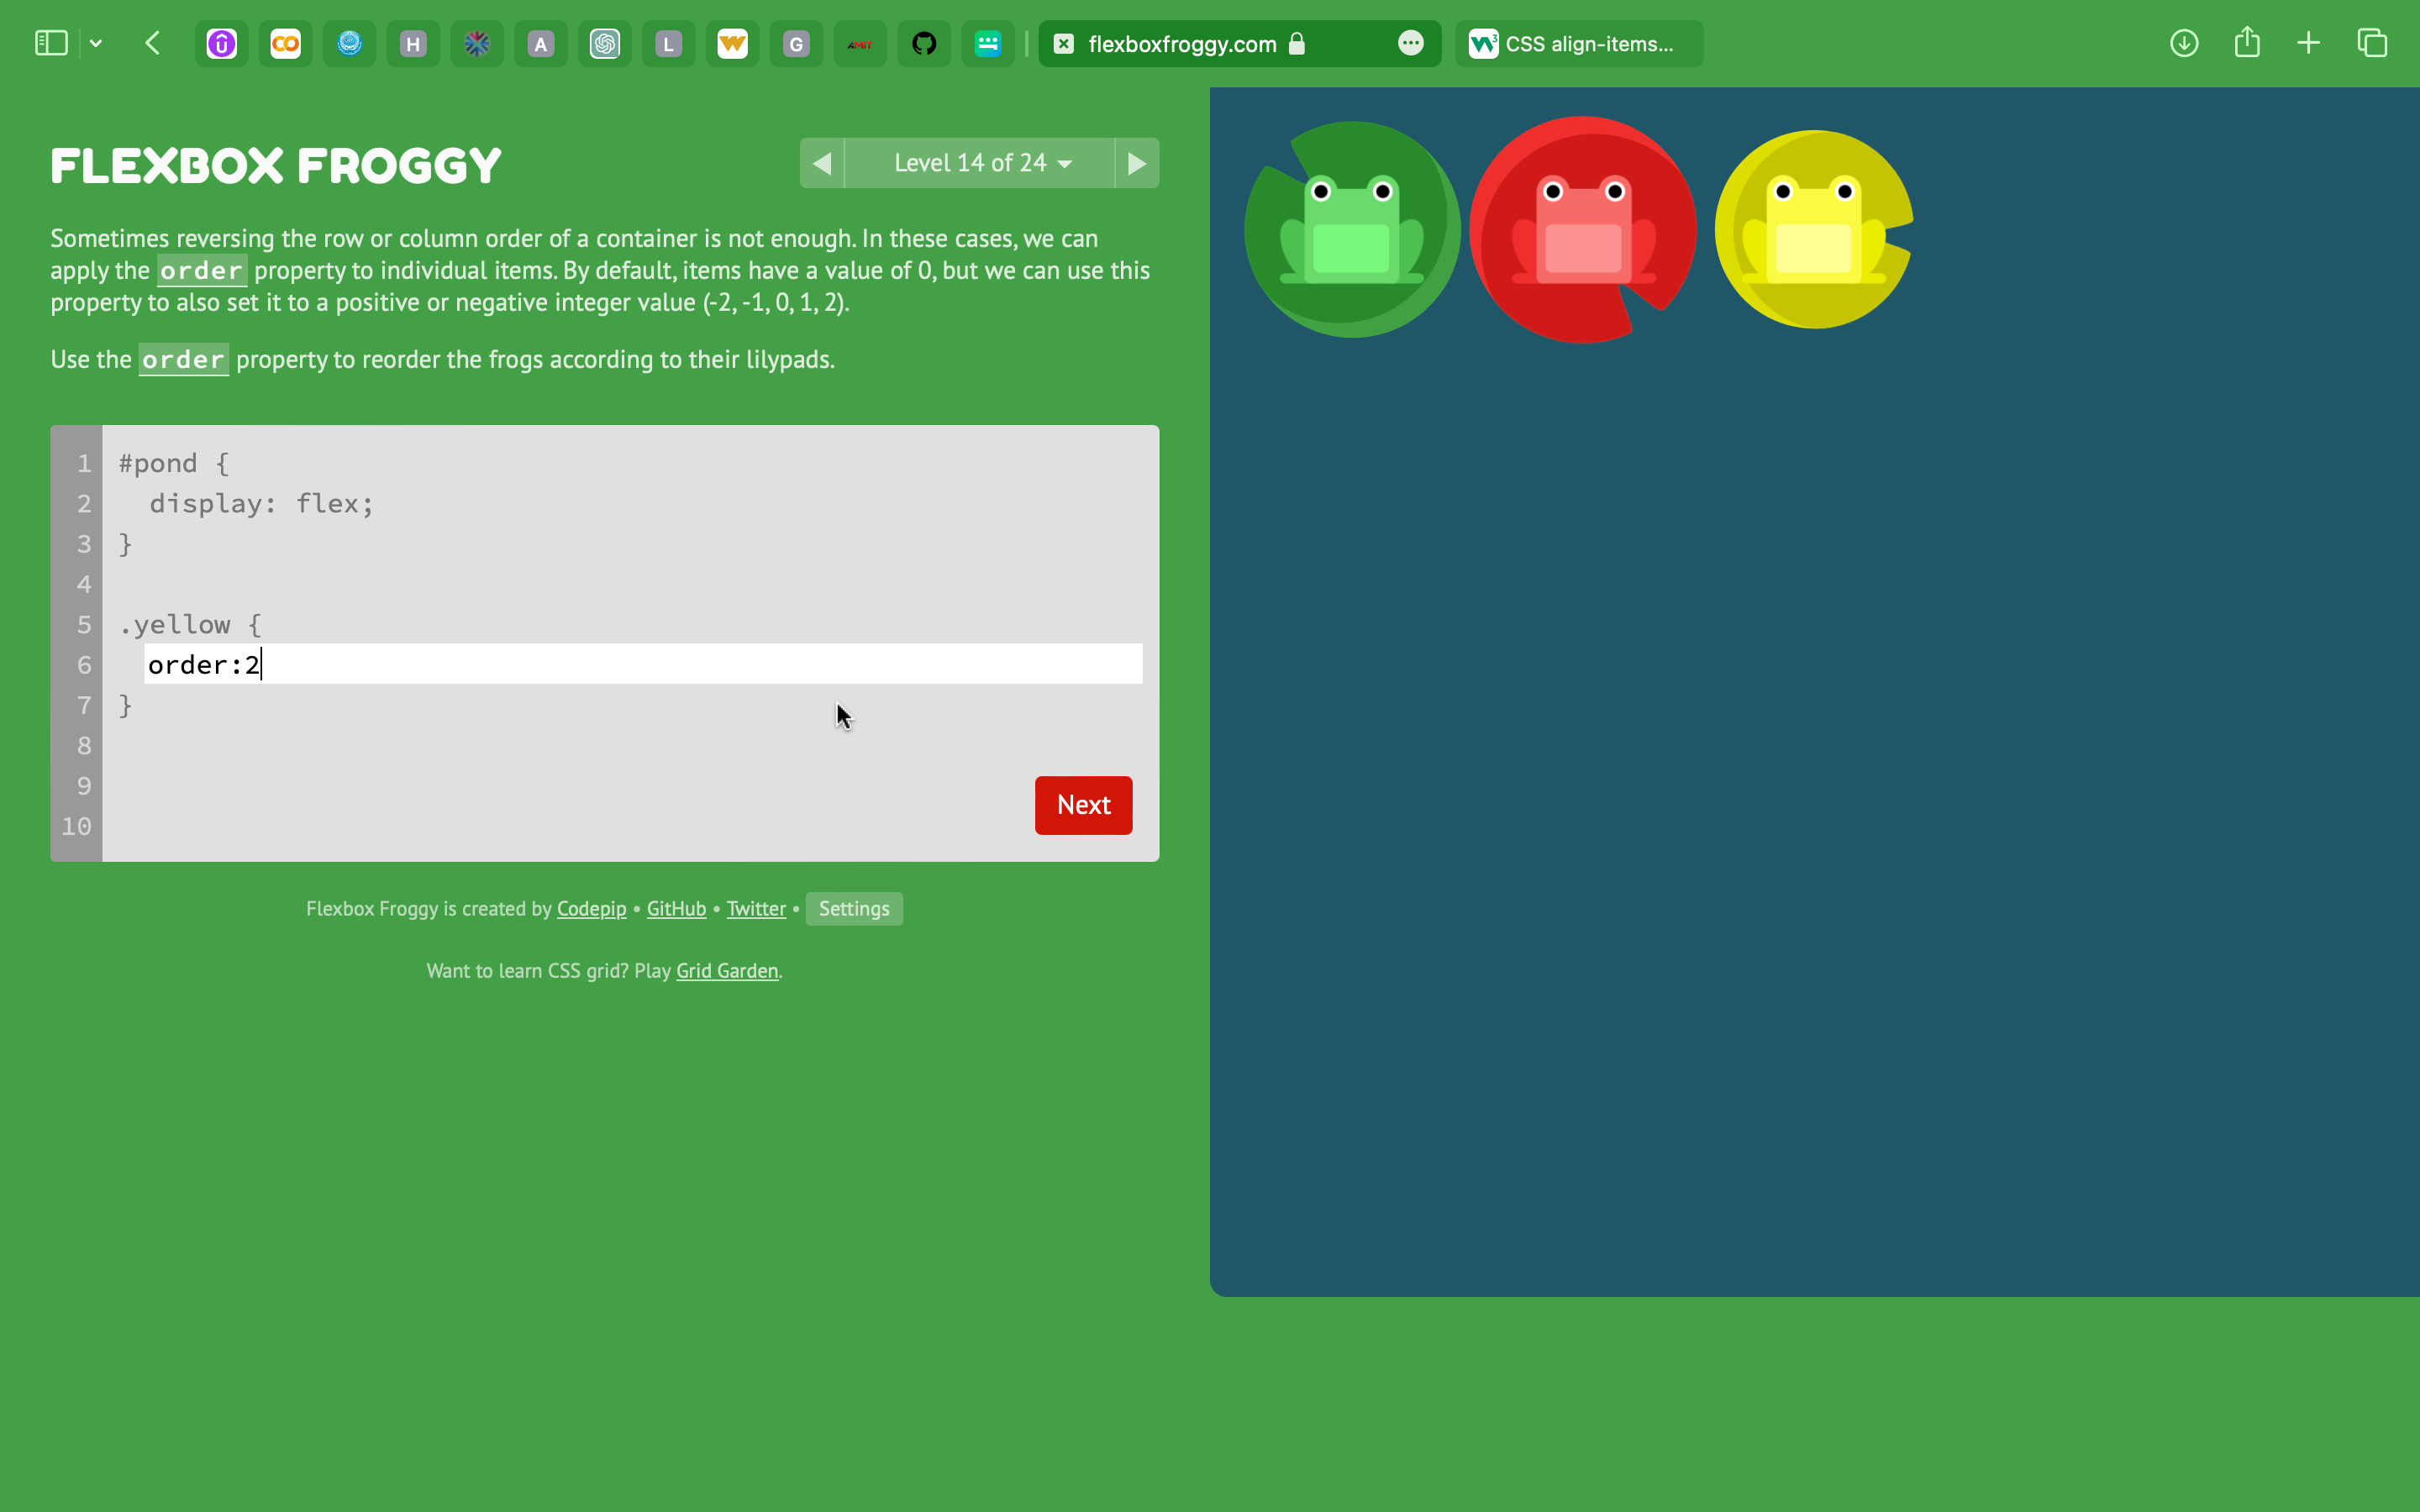 H
A
CO
L
G
AMIT
flexboxfroggy.com
W3 CSS align-items...
FLEXBOX FROGGY
Level 14 of 24
Sometimes reversing the row or column order of a container is not enough. In these cases, we can
apply the order property to individual items. By default, items have a value of 0, but we can use this
property to also set it to a positive or negative integer value (-2, -1, 0, 1, 2).
Use the order property to reorder the frogs according to their lilypads.
1 #pond {
2 display: flex;
3 }
4
5 .yellow {
6 order:2
7 }
8
9
10
Next
Flexbox Froggy is created by Codepip • GitHub • Twitter • Settings
Want to learn CSS grid? Play Grid Garden.